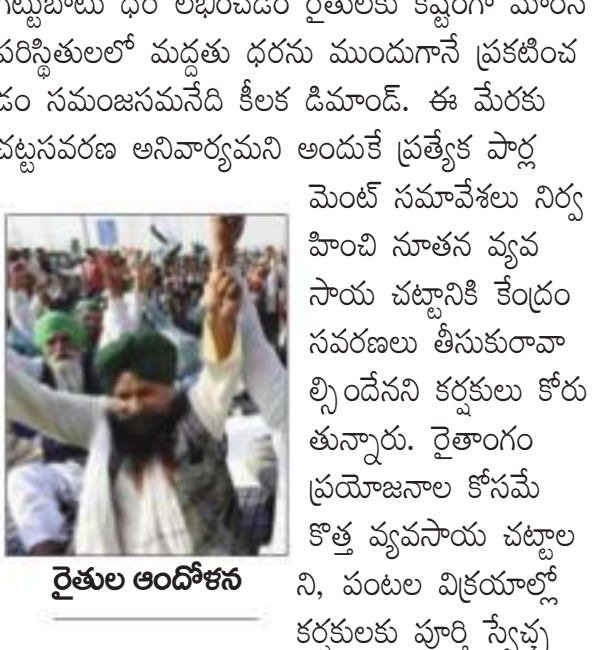 గిట్టుబాటు ధర లభించడం రైతులకు కష్టంగా మారిన
పరిస్థితులలో మద్దతు ధరను ముందుగానే ప్రకటించ
డం సమంజసమనేది కీలక డిమాండ్. ఈ మేరకు
చట్టసవరణ అనివార్యమని అందుకే ప్రత్యేక పార్ల
మెంట్ సమావేశలు నిర్వ
హించి నూతన వ్యవ
సాయ చట్టానికి కేంద్రం
సవరణలు తీసుకురావా
ల్సిందేనని కర్షకులు కోరు
తున్నారు. రైతాంగం
ప్రయోజనాల కోసమే
కొత్త వ్యవసాయ చట్టాల
ని, పంటల విక్రయాల్లో
కర్షకులకు పూర్తి స్వేచ్ఛ
రైతుల ఆందోళన